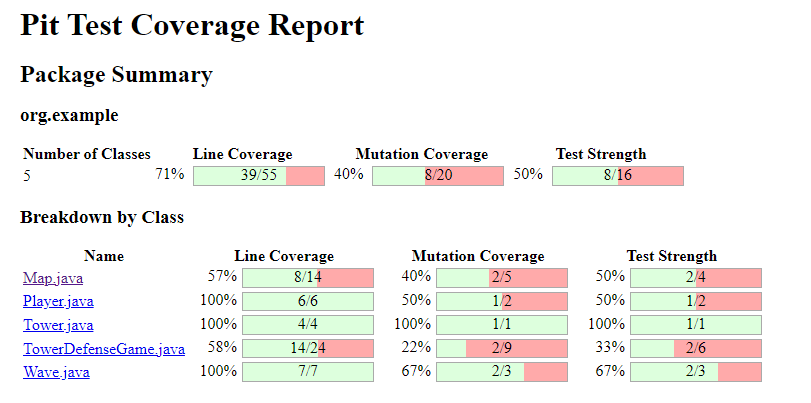 Pit Test Coverage Report
Package Summary
org.example
Number of Classes Line Coverage Mutation Coverage Test Strength
5 71% 39/55 40% 8/20 50% 8/16
Breakdown by Class
Name Line Coverage Mutation Coverage Test Strength
Map.java 57% 8/14 40% 2/5 50% 2/4
Player.java 100% 6/6 50% 1/2 50% 1/2
Tower.java 100% 4/4 100% 1/1 100% 1/1
TowerDefenseGame.java 58% 14/24 22% 2/9 33% 2/6
Wave.java 100% 7/7 67% 2/3 67% 2/3